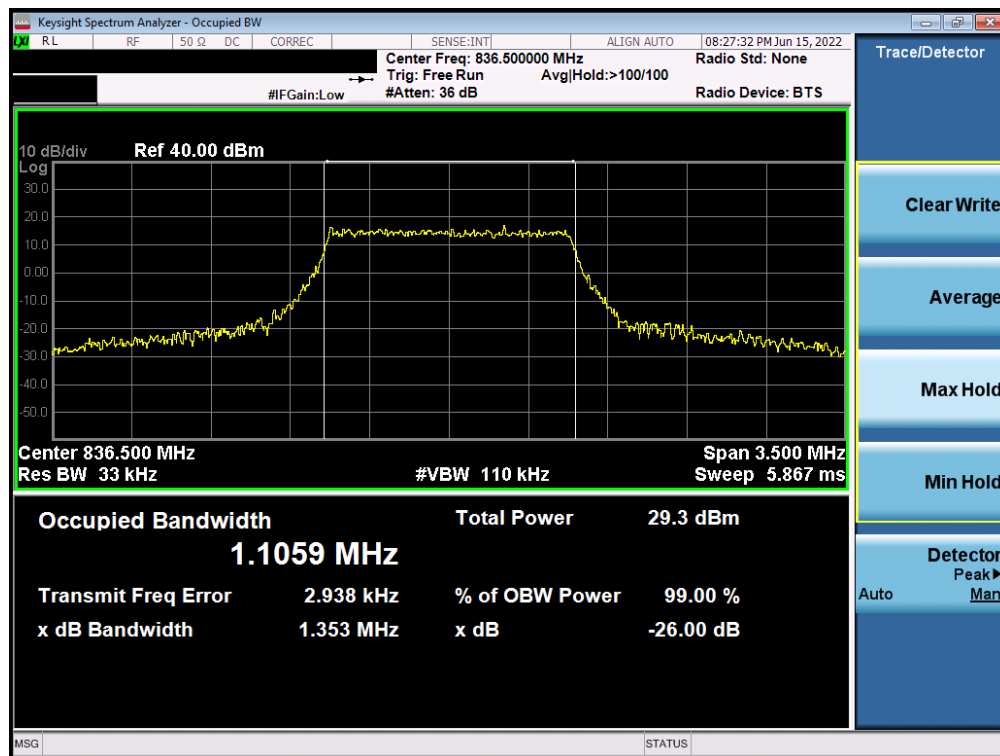 Keysight Spectrum Analyzer - Occupied BW
LXI RL RF 50 Ω DC CORREC SENSE:INT ALIGN AUTO 08:27:32 PM Jun 15, 2022
Center Freq: 836.500000 MHz Radio Std: None
Trig: Free Run Avg|Hold:>100/100
#IFGain:Low #Atten: 36 dB Radio Device: BTS
10 dB/div Ref 40.00 dBm
Log
30.0
20.0
10.0
0.00
-10.0
-20.0
-30.0
-40.0
-50.0
Center 836.500 MHz Span 3.500 MHz
Res BW 33 kHz #VBW 110 kHz Sweep 5.867 ms
Occupied Bandwidth Total Power 29.3 dBm
1.1059 MHz
Transmit Freq Error 2.938 kHz % of OBW Power 99.00 %
x dB Bandwidth 1.353 MHz x dB -26.00 dB
MSG STATUS
Trace/Detector
Clear Write
Average
Max Hold
Min Hold
Detector
Peak▶
Auto Man